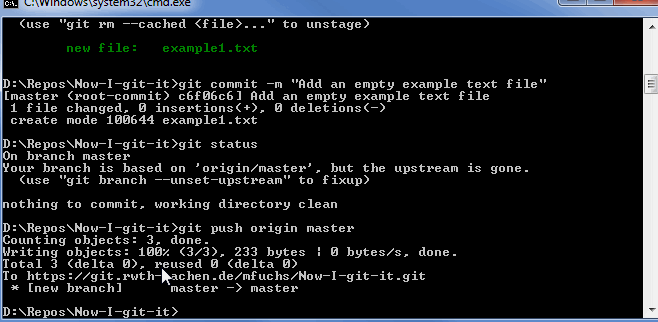 C:\Windows\system32\cmd.exe
(use "git rm --cached <file>..." to unstage)
new file:   example1.txt
D:\Repos\Now-I-git-it>git commit -m "Add an empty example text file"
[master (root-commit) c6f06c6] Add an empty example text file
1 file changed, 0 insertions(+), 0 deletions(-)
create mode 100644 example1.txt
D:\Repos\Now-I-git-it>git status
On branch master
Your branch is based on 'origin/master', but the upstream is gone.
(use "git branch --unset-upstream" to fixup)
nothing to commit, working directory clean
D:\Repos\Now-I-git-it>git push origin master
Counting objects: 3, done.
Writing objects: 100% (3/3), 233 bytes ¦ 0 bytes/s, done.
Total 3 (delta 0), reused 0 (delta 0)
To https://git.rwth-aachen.de/mfuchs/Now-I-git-it.git
* [new branch]      master -> master
D:\Repos\Now-I-git-it>